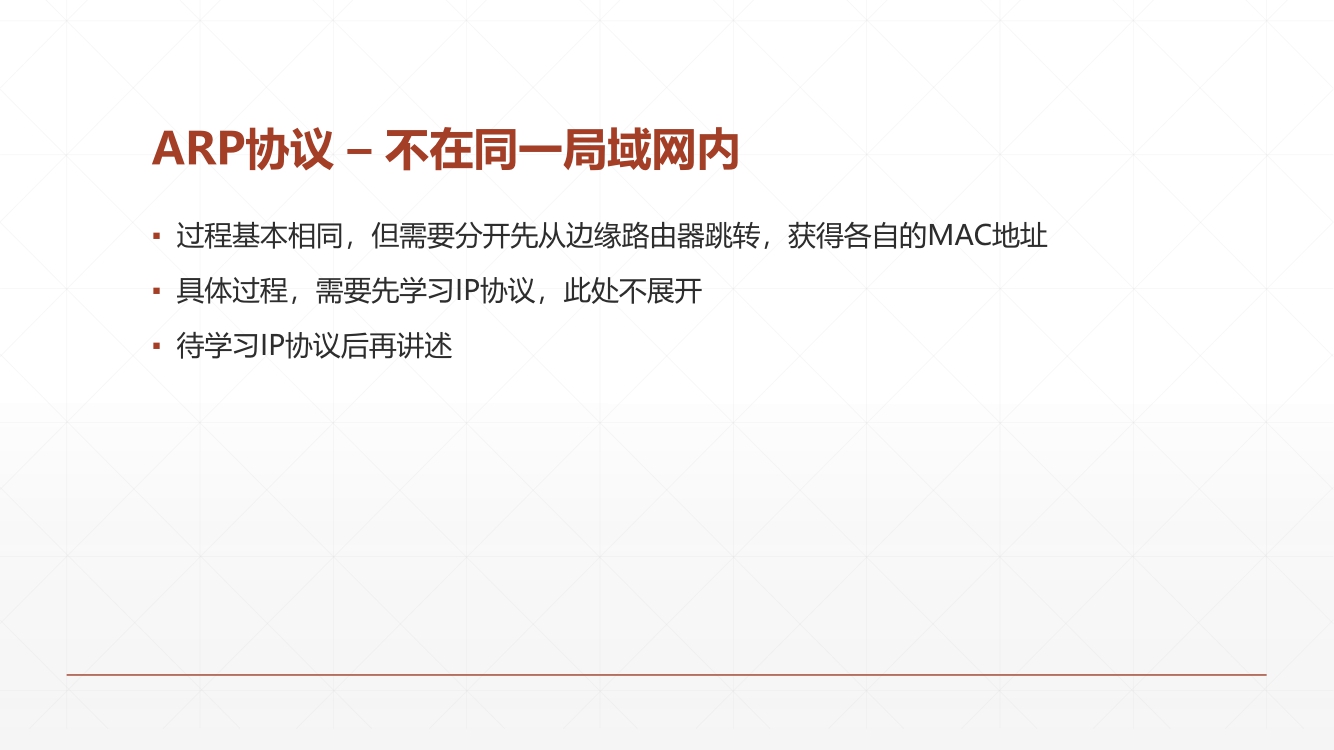 ARP协议 – 不在同一局域网内
▪ 过程基本相同，但需要分开先从边缘路由器跳转，获得各自的MAC地址
▪ 具体过程，需要先学习IP协议，此处不展开
▪ 待学习IP协议后再讲述